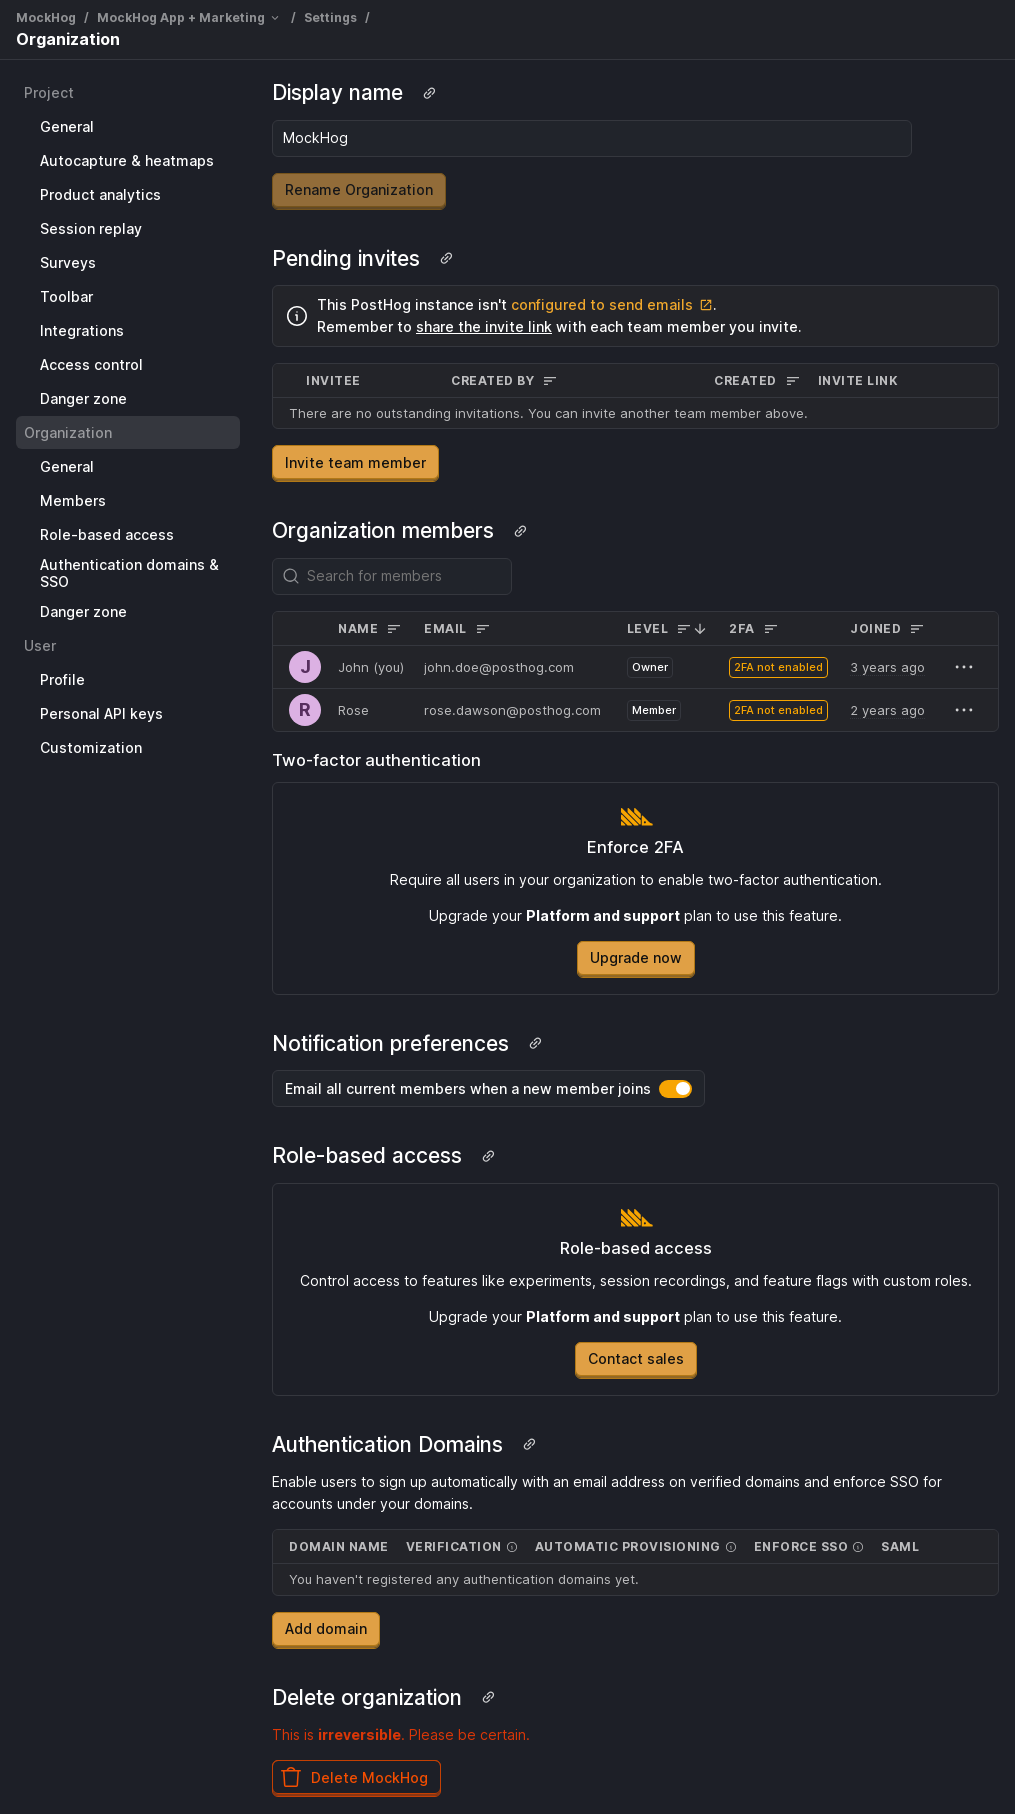 MockHog / MockHog App + Marketing / Settings /
Organization
Project
General
Autocapture & heatmaps
Product analytics
Session replay
Surveys
Toolbar
Integrations
Access control
Danger zone
Organization
General
Members
Role-based access
Authentication domains &
SSO
Danger zone
User
Profile
Personal API keys
Customization
Display name
MockHog
Rename Organization
Pending invites
This PostHog instance isn't configured to send emails.
Remember to share the invite link with each team member you invite.
INVITEE CREATED BY CREATED INVITE LINK
There are no outstanding invitations. You can invite another team member above.
Invite team member
Organization members
Search for members
NAME EMAIL LEVEL 2FA JOINED
J John (you) john.doe@posthog.com Owner 2FA not enabled 3 years ago
R Rose rose.dawson@posthog.com Member 2FA not enabled 2 years ago
Two-factor authentication
Enforce 2FA
Require all users in your organization to enable two-factor authentication.
Upgrade your Platform and support plan to use this feature.
Upgrade now
Notification preferences
Email all current members when a new member joins
Role-based access
Role-based access
Control access to features like experiments, session recordings, and feature flags with custom roles.
Upgrade your Platform and support plan to use this feature.
Contact sales
Authentication Domains
Enable users to sign up automatically with an email address on verified domains and enforce SSO for
accounts under your domains.
DOMAIN NAME VERIFICATION AUTOMATIC PROVISIONING ENFORCE SSO SAML
You haven't registered any authentication domains yet.
Add domain
Delete organization
This is irreversible. Please be certain.
Delete MockHog